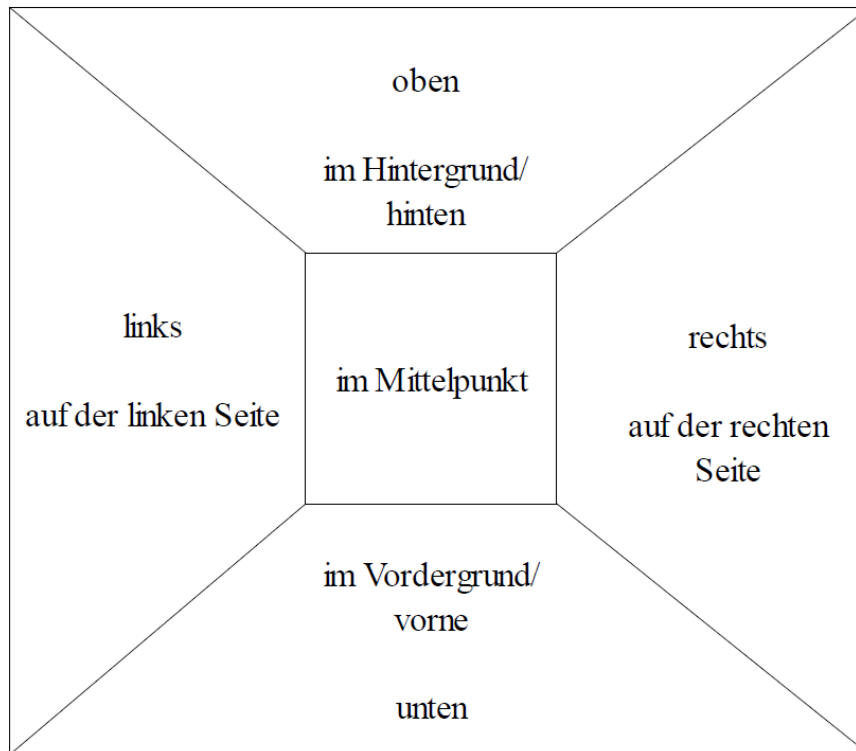 oben
im Hintergrund/
hinten
links
auf der linken Seite
im Mittelpunkt
rechts
auf der rechten
Seite
im Vordergrund/
vorne
unten